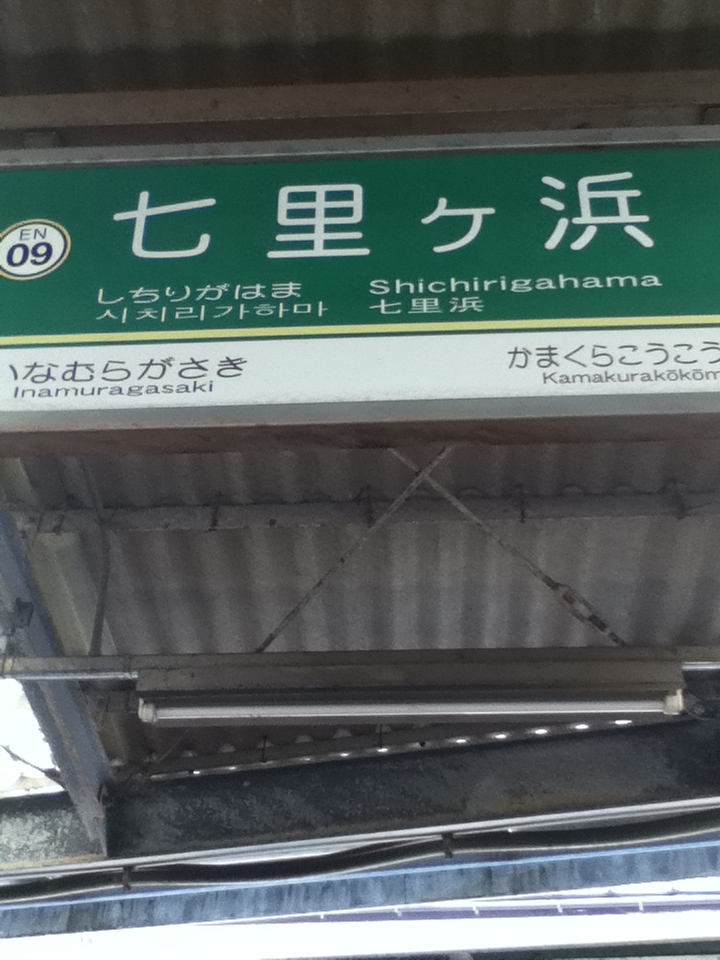 EN
09
七里ヶ浜
しちりがはま
Shichirigahama
시치리가하마
七里浜
いなむらがさき
Inamuragasaki
かまくらこうこう
Kamakurakōkōm